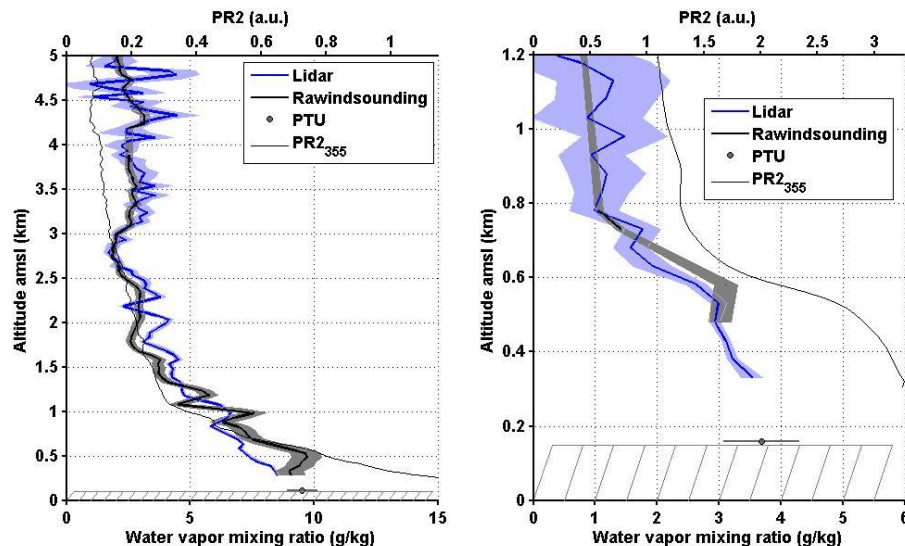 PR2 (a.u.)
0 0.2 0.4 0.6 0.8 1
5
4.5
4
3.5
3
2.5
2
1.5
1
0.5
0
Altitude amsl (km)
Lidar
Rawindsounding
PTU
PR2355
0 5 10 15
Water vapor mixing ratio (g/kg)
PR2 (a.u.)
0 0.5 1 1.5 2 2.5 3
1.2
1
0.8
0.6
0.4
0.2
0
Altitude amsl (km)
Lidar
Rawindsounding
PTU
PR2355
0 1 2 3 4 5 6
Water vapor mixing ratio (g/kg)